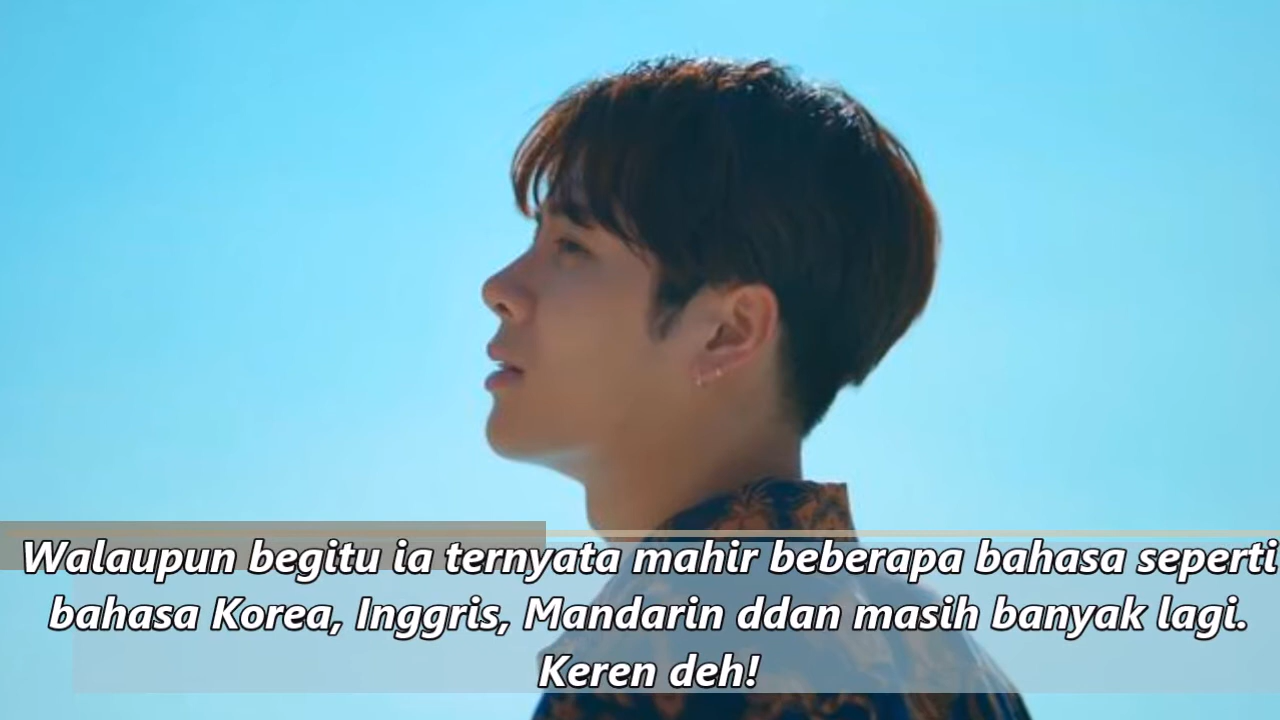 Walaupun begitu ia ternyata mahir beberapa bahasa seperti
bahasa Korea, Inggris, Mandarin ddan masih banyak lagi.
Keren deh!